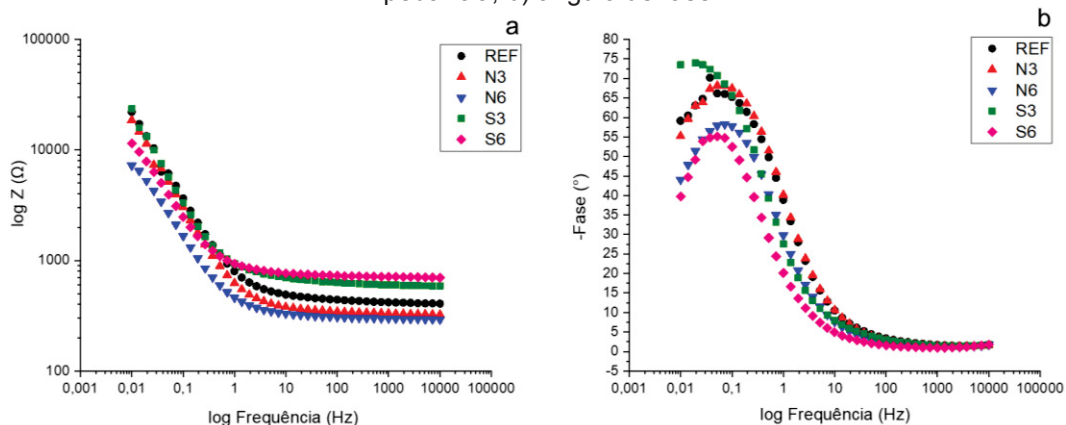 a
100000
10000
1000
100
log Z (Ω)
0,001 0,01 0,1 1 10 100 1000 10000 100000
log Frequência (Hz)
REF
N3
N6
S3
S6
b
80
75
70
65
60
55
50
45
40
35
30
25
20
15
10
5
0
-5
-Fase (°)
0,001 0,01 0,1 1 10 100 1000 10000 100000
log Frequência (Hz)
REF
N3
N6
S3
S6